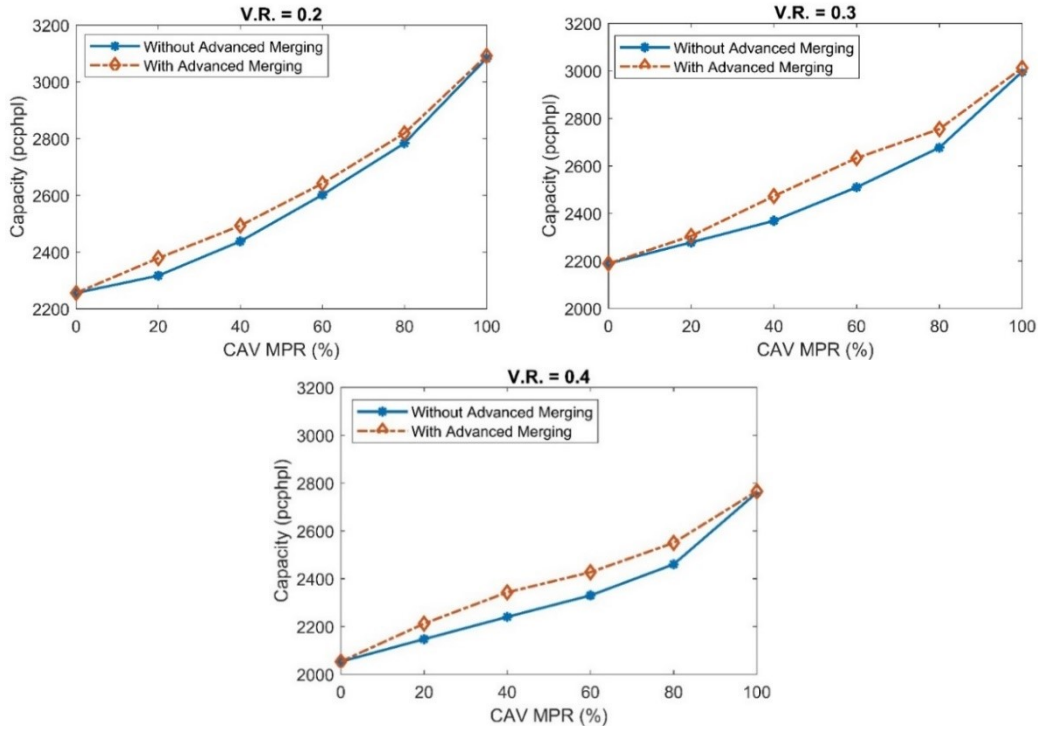 V.R. = 0.2
3200
3000
2800
2600
2400
2200
Capacity (pcphpl)
Without Advanced Merging
With Advanced Merging
0 20 40 60 80 100
CAV MPR (%)
V.R. = 0.3
3200
3000
2800
2600
2400
2200
2000
Capacity (pcphpl)
Without Advanced Merging
With Advanced Merging
0 20 40 60 80 100
CAV MPR (%)
V.R. = 0.4
3200
3000
2800
2600
2400
2200
2000
Capacity (pcphpl)
Without Advanced Merging
With Advanced Merging
0 20 40 60 80 100
CAV MPR (%)